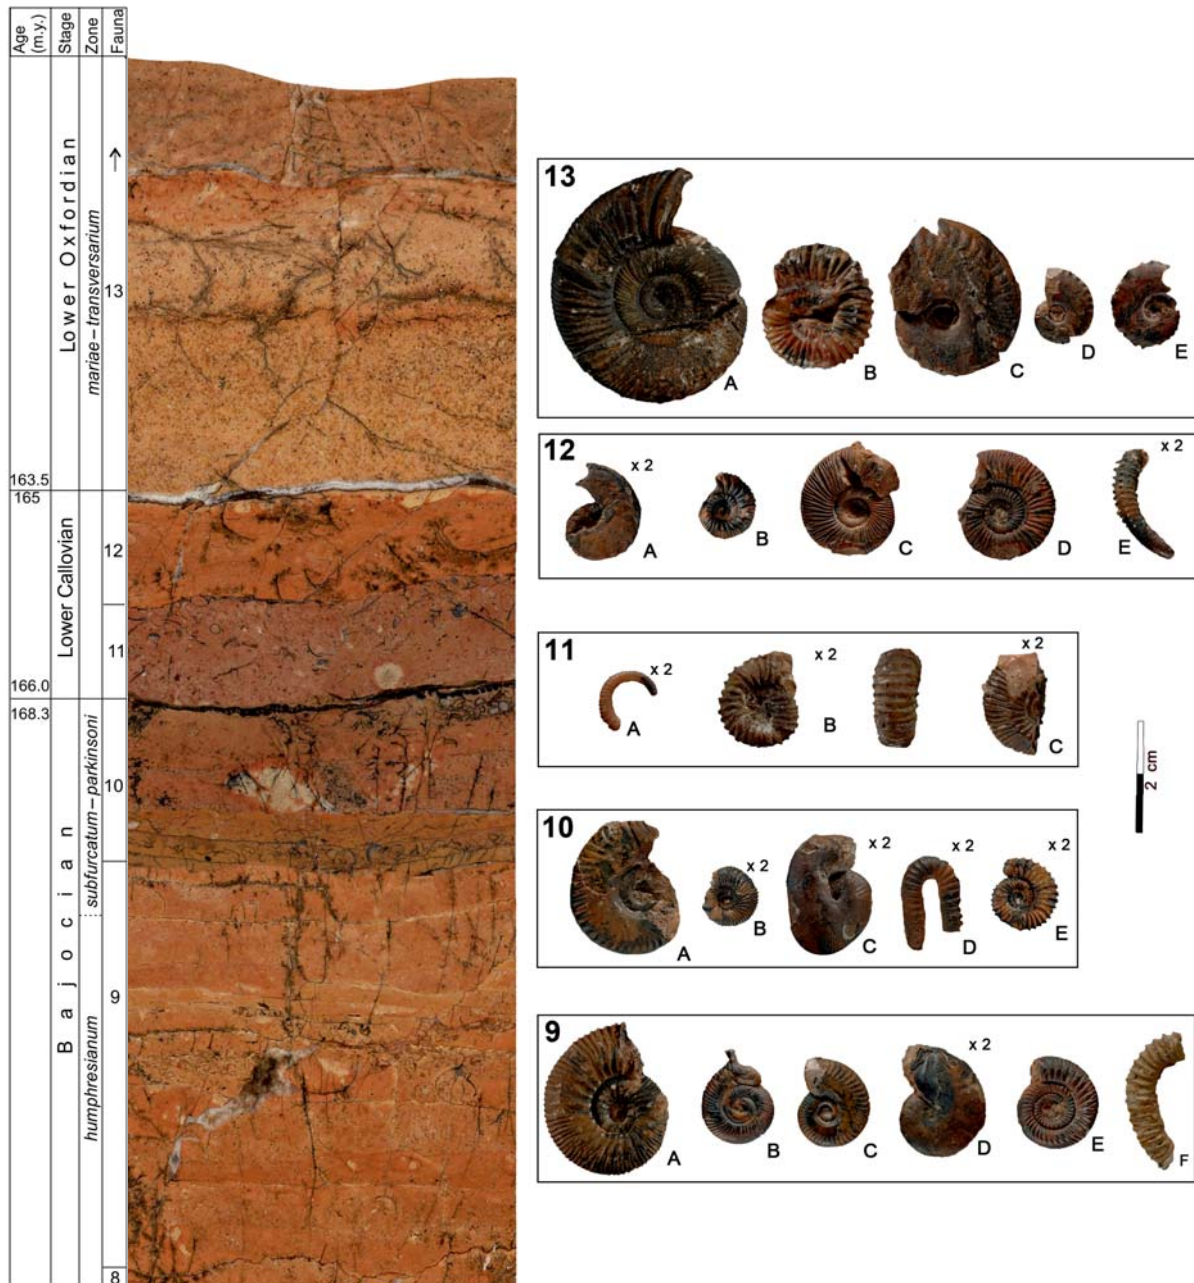 Age
(m.y.)
Stage
Zone
Fauna
Lower Oxfordian
mariae – transversarium
13
163.5
165
Lower Callovian
12
11
166.0
168.3
Bajocian
subfurcatum – parkinsoni
10
humphresianum
9
8
13
A
B
C
D
E
12
x 2
x 2
A
B
C
D
E
11
x 2
x 2
x 2
A
B
C
2 cm
10
x 2
x 2
x 2
x 2
A
B
C
D
E
9
x 2
A
B
C
D
E
F